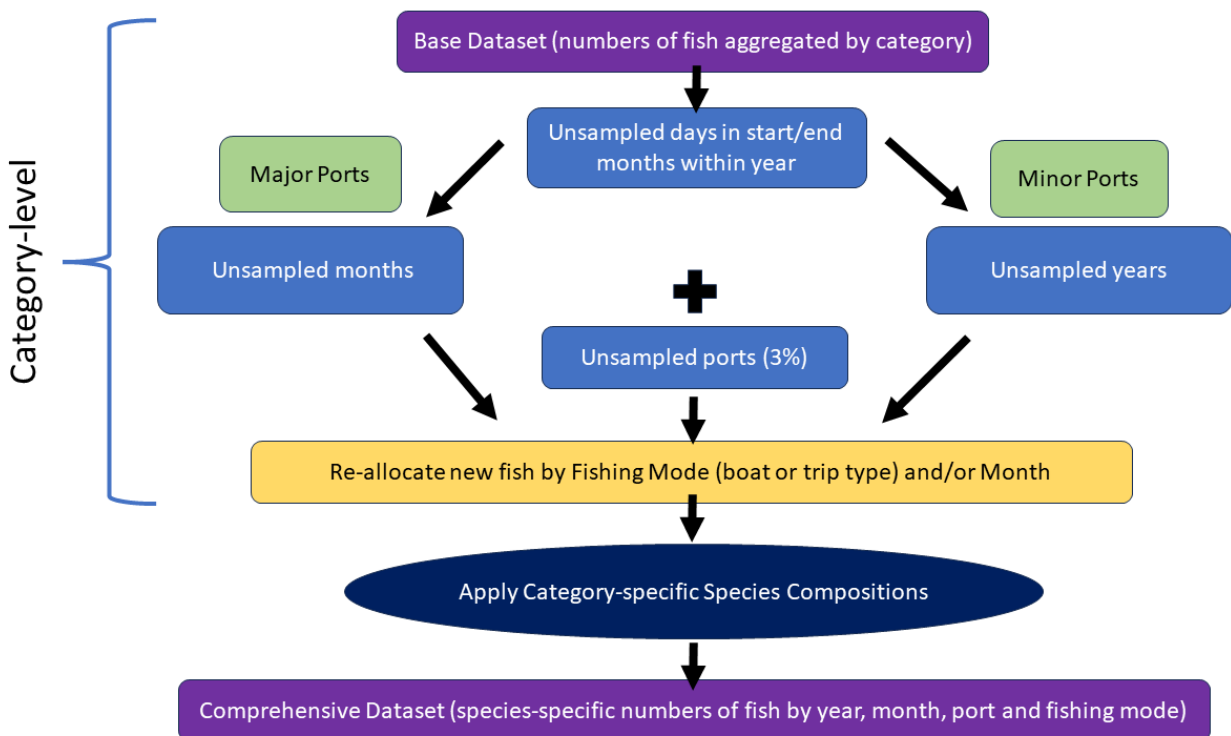 Category-level
Base Dataset (numbers of fish aggregated by category)
Unsampled days in start/end
months within year
Major Ports
Minor Ports
Unsampled months
Unsampled years
Unsampled ports (3%)
Re-allocate new fish by Fishing Mode (boat or trip type) and/or Month
Apply Category-specific Species Compositions
Comprehensive Dataset (species-specific numbers of fish by year, month, port and fishing mode)